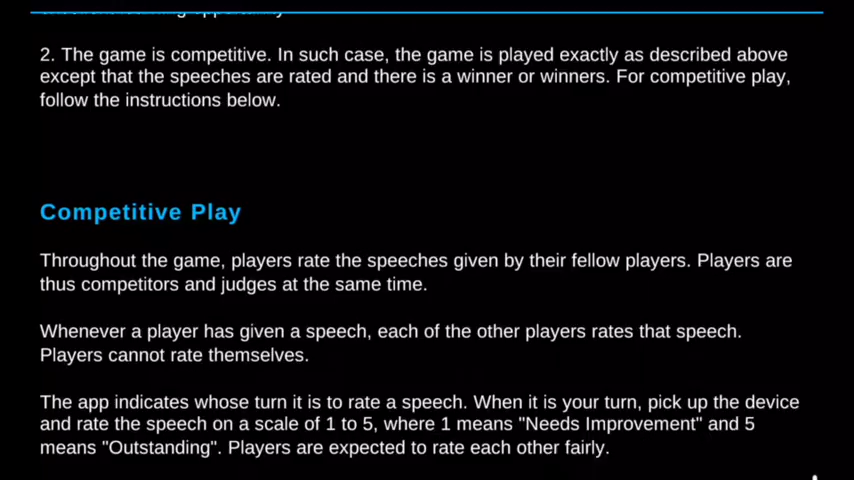 2. The game is competitive. In such case, the game is played exactly as described above
except that the speeches are rated and there is a winner or winners. For competitive play,
follow the instructions below.
Competitive Play
Throughout the game, players rate the speeches given by their fellow players. Players are
thus competitors and judges at the same time.
Whenever a player has given a speech, each of the other players rates that speech.
Players cannot rate themselves.
The app indicates whose turn it is to rate a speech. When it is your turn, pick up the device
and rate the speech on a scale of 1 to 5, where 1 means "Needs Improvement" and 5
means "Outstanding". Players are expected to rate each other fairly.